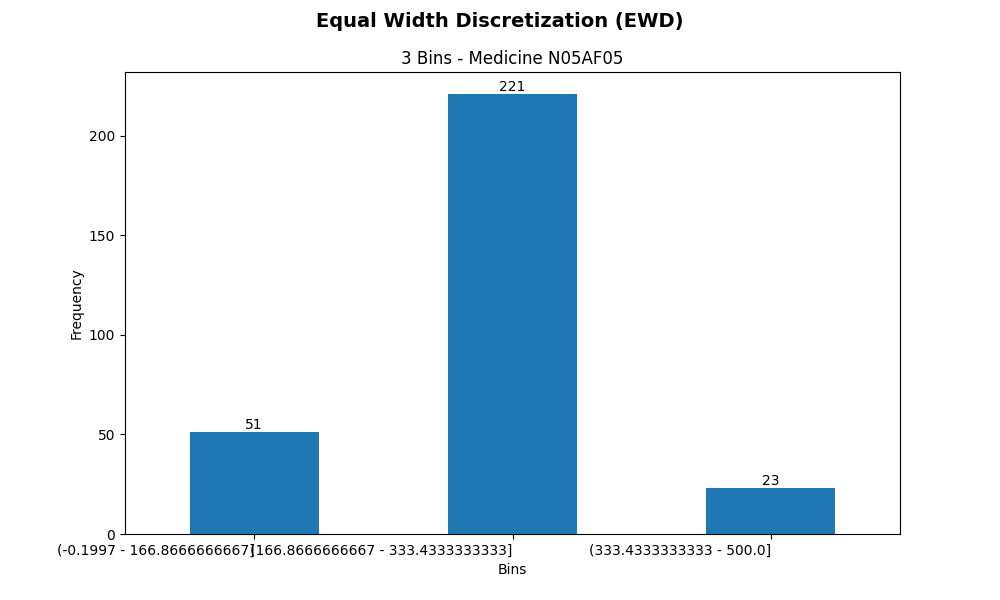 Equal Width Discretization (EWD)
3 Bins - Medicine N05AF05
Frequency
200
150
100
50
0
51
221
23
(-0.1997 - 166.8666666667]
(166.8666666667 - 333.4333333333]
(333.4333333333 - 500.0]
Bins